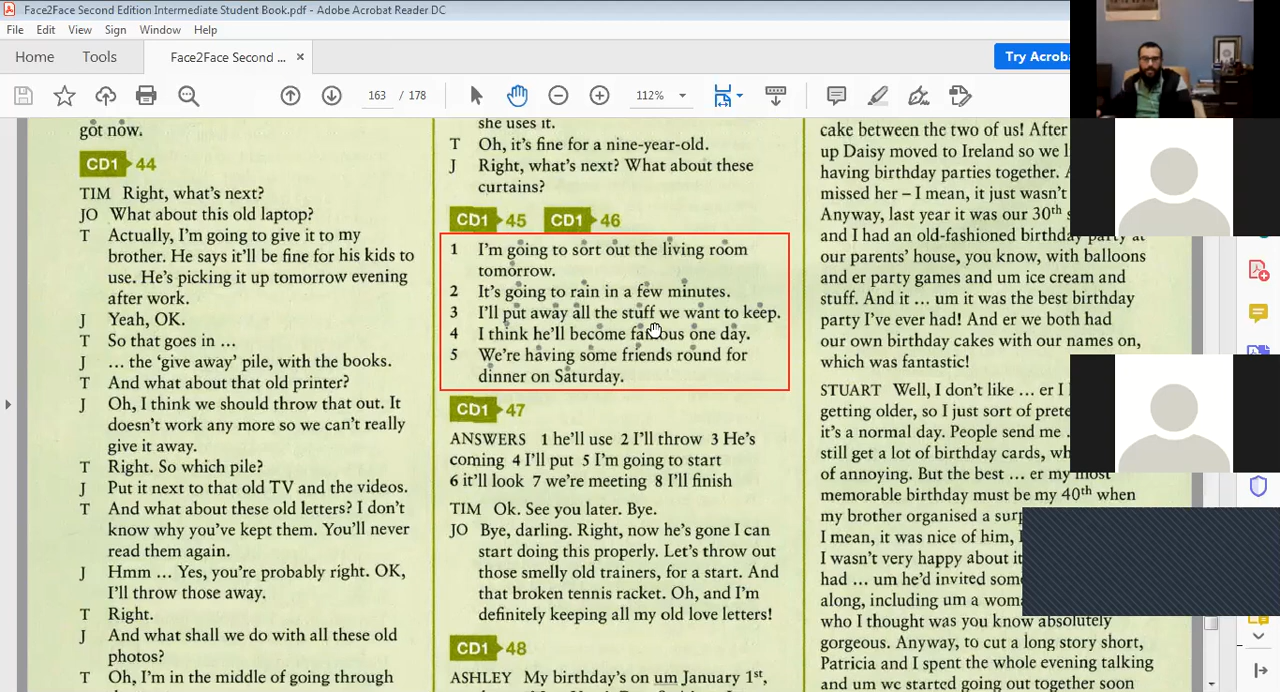 Face2Face Second Edition Intermediate Student Book.pdf - Adobe Acrobat Reader DC
File Edit View Sign Window Help
Home Tools Face2Face Second ... ×
Try Acroba
163 / 178 112%
got now.
CD1 44
TIM Right, what's next?
JO What about this old laptop?
T Actually, I'm going to give it to my
brother. He says it'll be fine for his kids to
use. He's picking it up tomorrow evening
after work.
J Yeah, OK.
T So that goes in ...
J ... the 'give away' pile, with the books.
T And what about that old printer?
J Oh, I think we should throw that out. It
doesn't work any more so we can't really
give it away.
T Right. So which pile?
J Put it next to that old TV and the videos.
T And what about these old letters? I don't
know why you've kept them. You'll never
read them again.
J Hmm ... Yes, you're probably right. OK,
I'll throw those away.
T Right.
J And what shall we do with all these old
photos?
T Oh, I'm in the middle of going through
she uses it.
T Oh, it's fine for a nine-year-old.
J Right, what's next? What about these
curtains?
CD1 45 CD1 46
1 I'm going to sort out the living room
tomorrow.
2 It's going to rain in a few minutes.
3 I'll put away all the stuff we want to keep.
4 I think he'll become famous one day.
5 We're having some friends round for
dinner on Saturday.
CD1 47
ANSWERS 1 he'll use 2 I'll throw 3 He's
coming 4 I'll put 5 I'm going to start
6 it'll look 7 we're meeting 8 I'll finish
TIM Ok. See you later. Bye.
JO Bye, darling. Right, now he's gone I can
start doing this properly. Let's throw out
those smelly old trainers, for a start. And
that broken tennis racket. Oh, and I'm
definitely keeping all my old love letters!
CD1 48
ASHLEY My birthday's on um January 1st,
cake between the two of us! After
up Daisy moved to Ireland so we
having birthday parties together.
missed her – I mean, it just wasn't
Anyway, last year it was our 30th
and I had an old-fashioned birthday party at
our parents' house, you know, with balloons
and er party games and um ice cream and
stuff. And it ... um it was the best birthday
party I've ever had! And er we both had
our own birthday cakes with our names on,
which was fantastic!
STUART Well, I don't like ... er I
getting older, so I just sort of
it's a normal day. People send me
still get a lot of birthday cards,
of annoying. But the best ... er my most
memorable birthday must be my 40th when
my brother organised a
I mean, it was nice of him,
I wasn't very happy about it
had ... um he'd invited
along, including um a
who I thought was you know absolutely
gorgeous. Anyway, to cut a long story short,
Patricia and I spent the whole evening talking
and um we started going out together soon